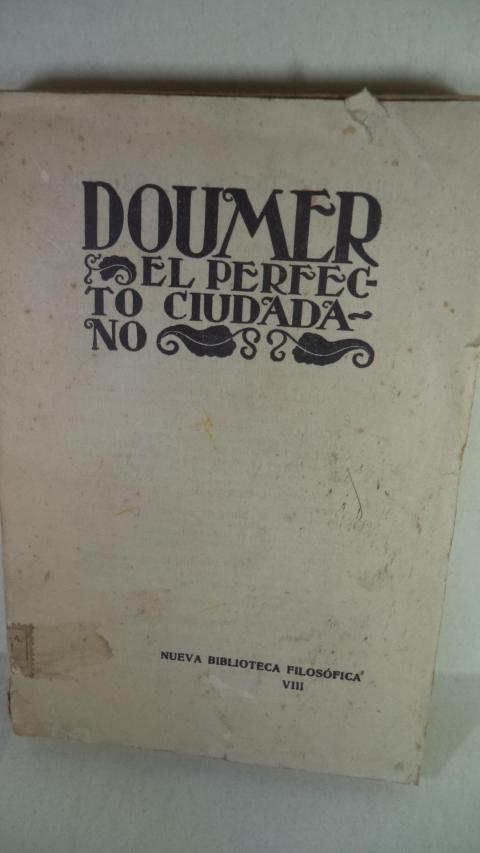 DOUMER
EL PERFEC-
TO CIUDADA-
NO
NUEVA BIBLIOTECA FILOSÓFICA
VIII